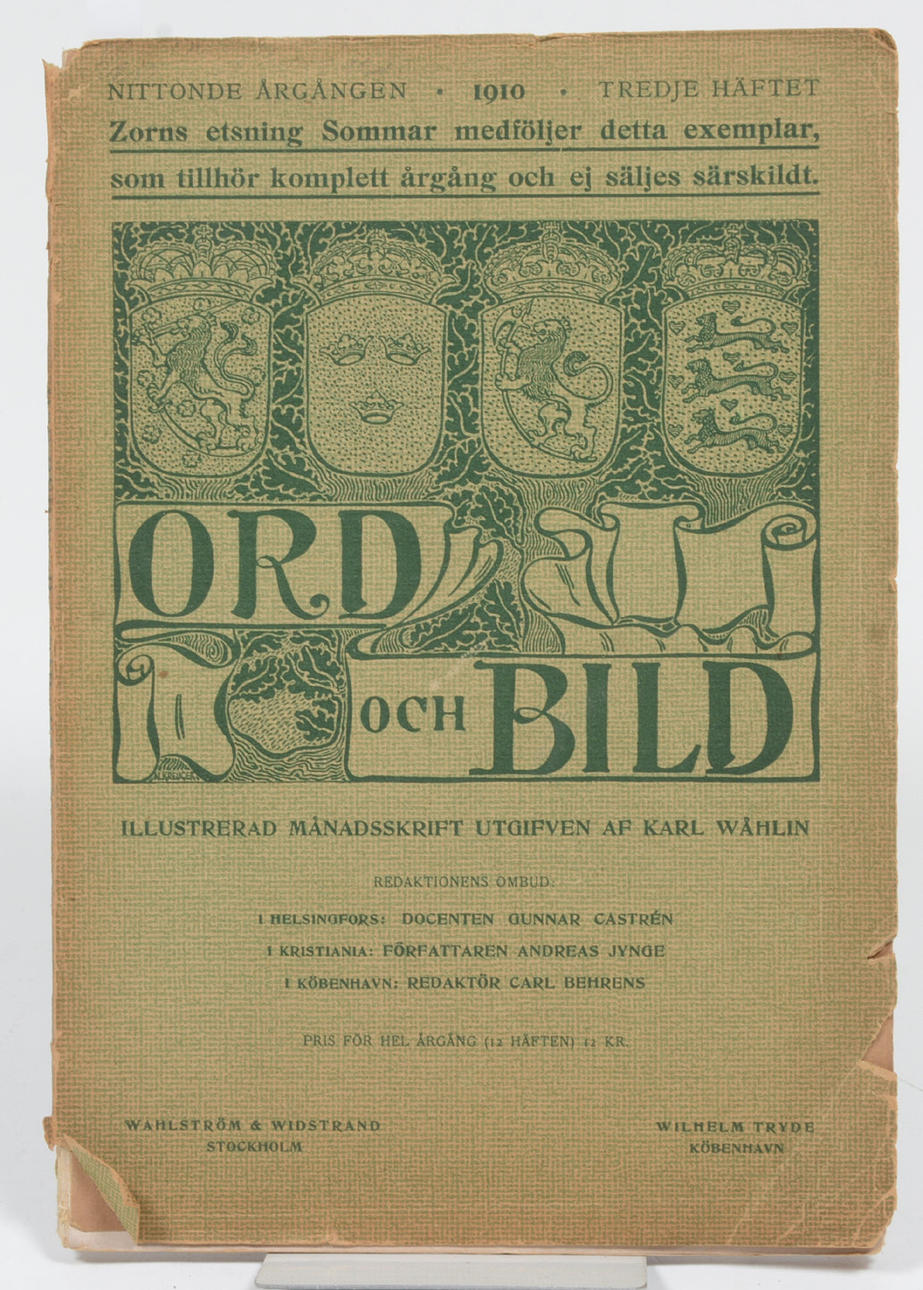 NITTONDE ÅRGÅNGEN • 1910 • TREDJE HÄFTET
Zorns etsning Sommar medföljer detta exemplar,
som tillhör komplett årgång och ej säljes särskildt.
ORD
OCH BILD
ILLUSTRERAD MÅNADSSKRIFT UTGIFVEN AF KARL WÅHLIN
REDAKTIONENS OMBUD:
I HELSINGFORS: DOCENTEN GUNNAR CASTRÉN
I KRISTIANIA: FÖRFATTAREN ANDREAS JYNGE
I KÖBENHAVN: REDAKTÖR CARL BEHRENS
PRIS FÖR HEL ÅRGÅNG (12 HÄFTEN) 12 KR.
WAHLSTRÖM & WIDSTRAND
STOCKHOLM
WILHELM TRYDE
KÖBENHAVN